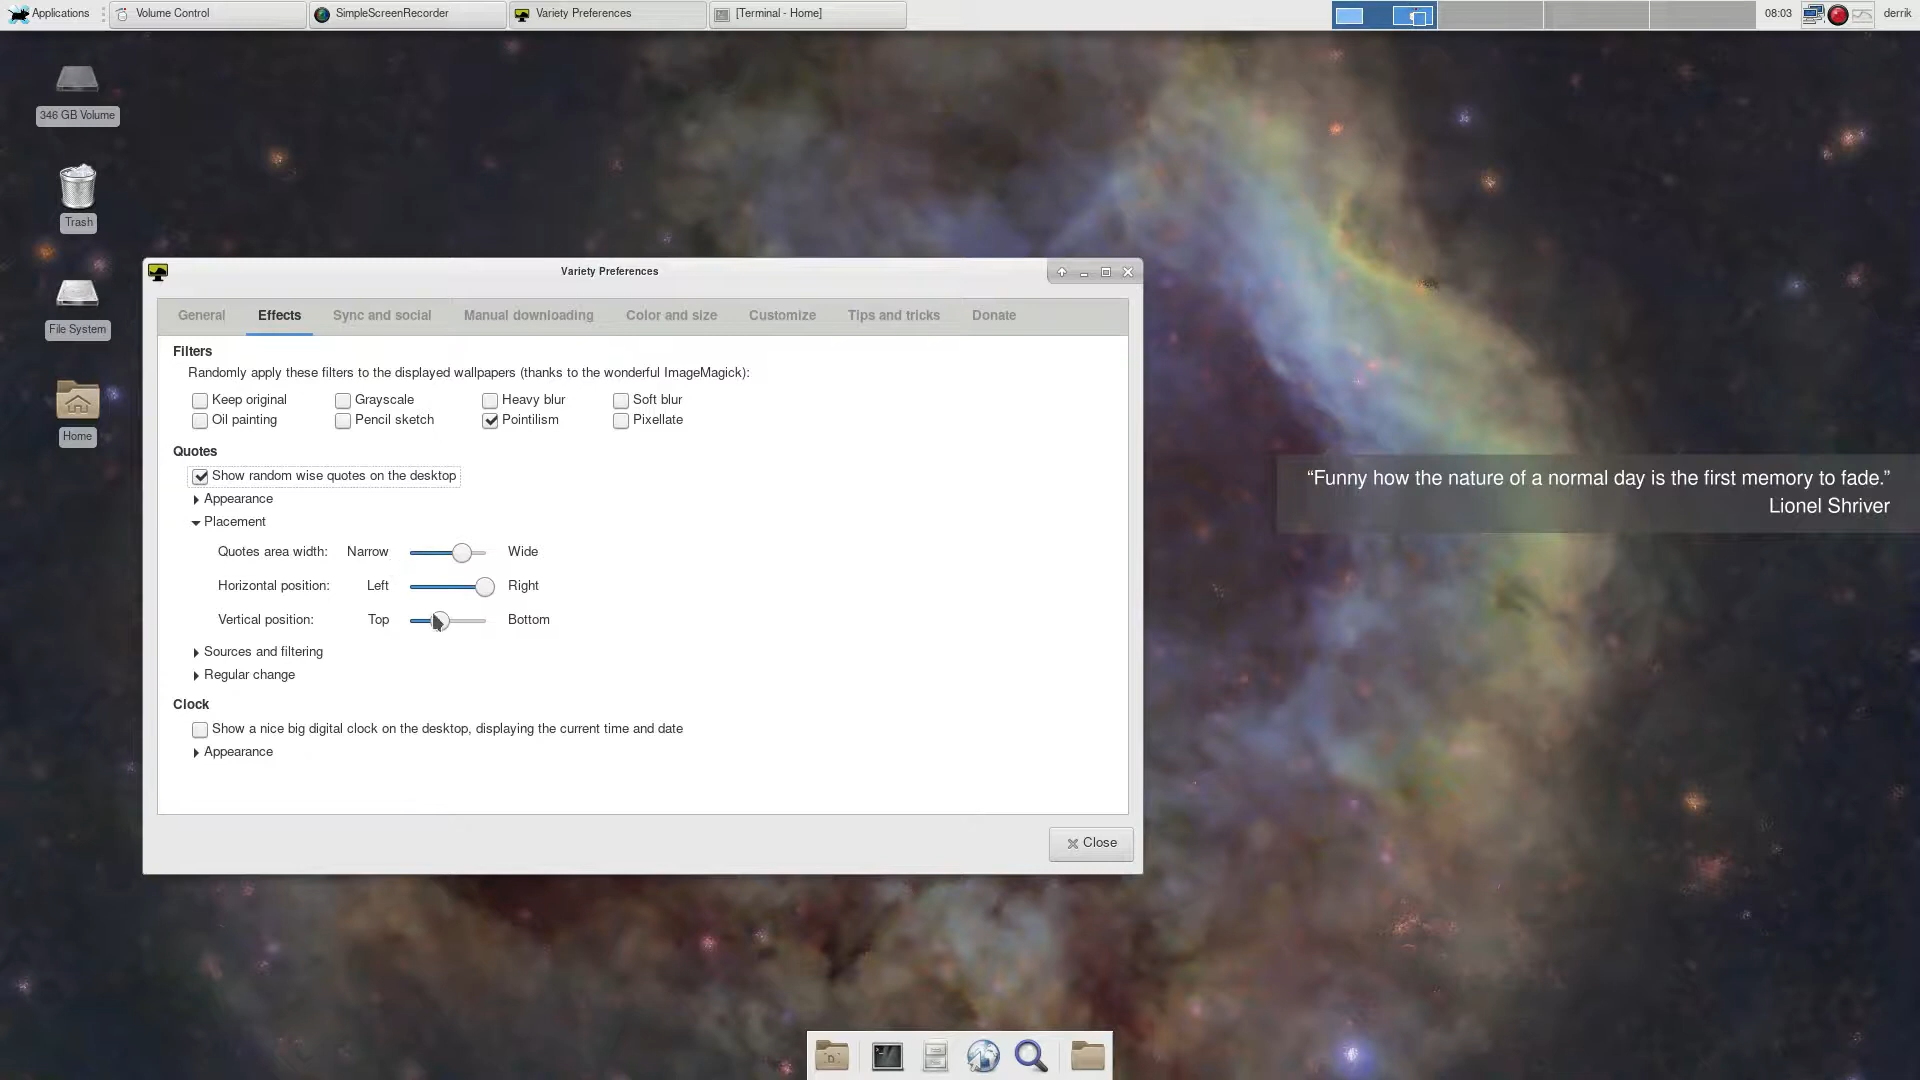 Applications
Volume Control
SimpleScreenRecorder
Variety Preferences
[Terminal - Home]
08:03
derrik
346 GB Volume
Trash
File System
Home
Variety Preferences
General
Effects
Sync and social
Manual downloading
Color and size
Customize
Tips and tricks
Donate
Filters
Randomly apply these filters to the displayed wallpapers (thanks to the wonderful ImageMagick):
Keep original
Grayscale
Heavy blur
Soft blur
Oil painting
Pencil sketch
Pointilism
Pixellate
Quotes
Show random wise quotes on the desktop
Appearance
Placement
Quotes area width: Narrow Wide
Horizontal position: Left Right
Vertical position: Top Bottom
Sources and filtering
Regular change
Clock
Show a nice big digital clock on the desktop, displaying the current time and date
Appearance
Close
“Funny how the nature of a normal day is the first memory to fade.”
Lionel Shriver